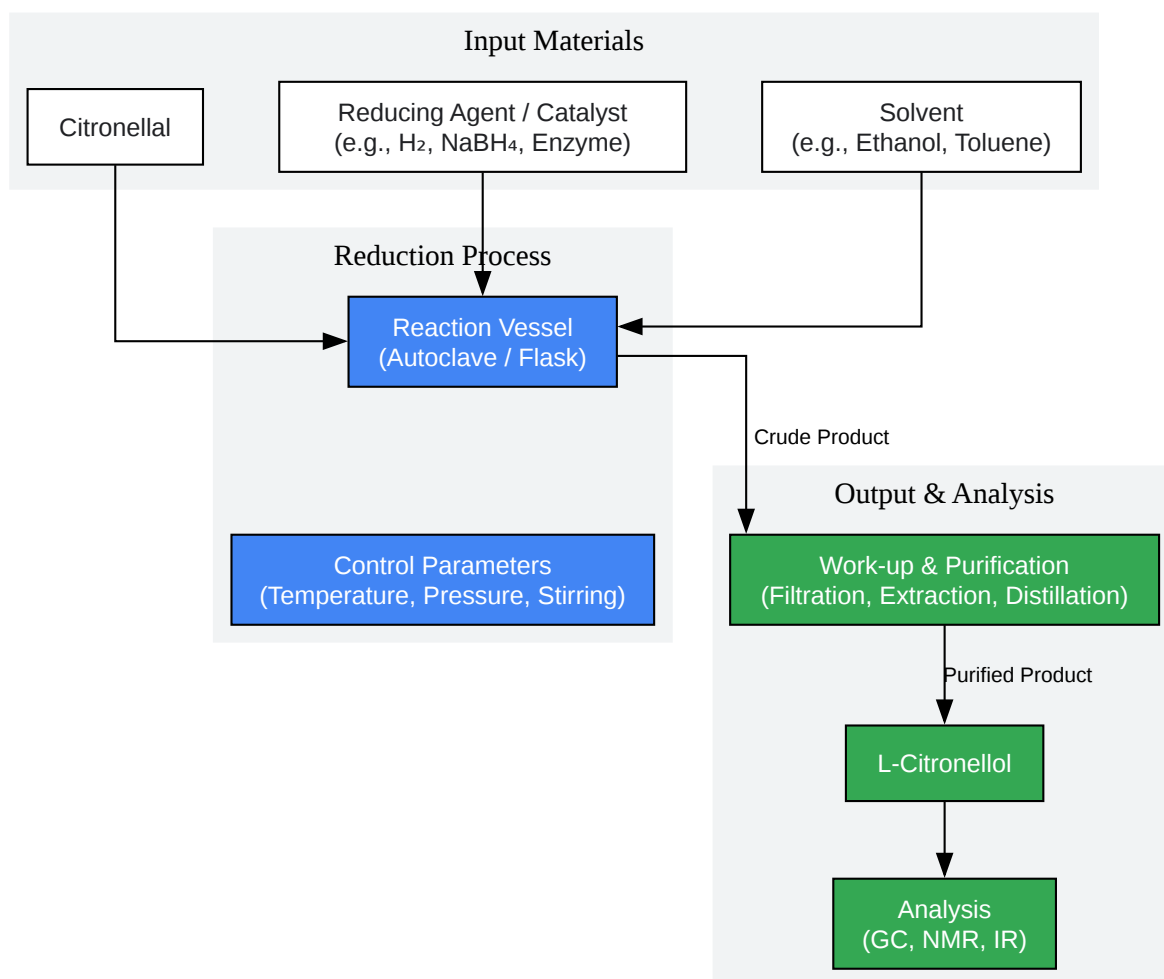 Input Materials
Citronellal
Reducing Agent / Catalyst
(e.g., H₂, NaBH₄, Enzyme)
Solvent
(e.g., Ethanol, Toluene)
Reduction Process
Reaction Vessel
(Autoclave / Flask)
Crude Product
Output & Analysis
Control Parameters
(Temperature, Pressure, Stirring)
Work-up & Purification
(Filtration, Extraction, Distillation)
Purified Product
L-Citronellol
Analysis
(GC, NMR, IR)